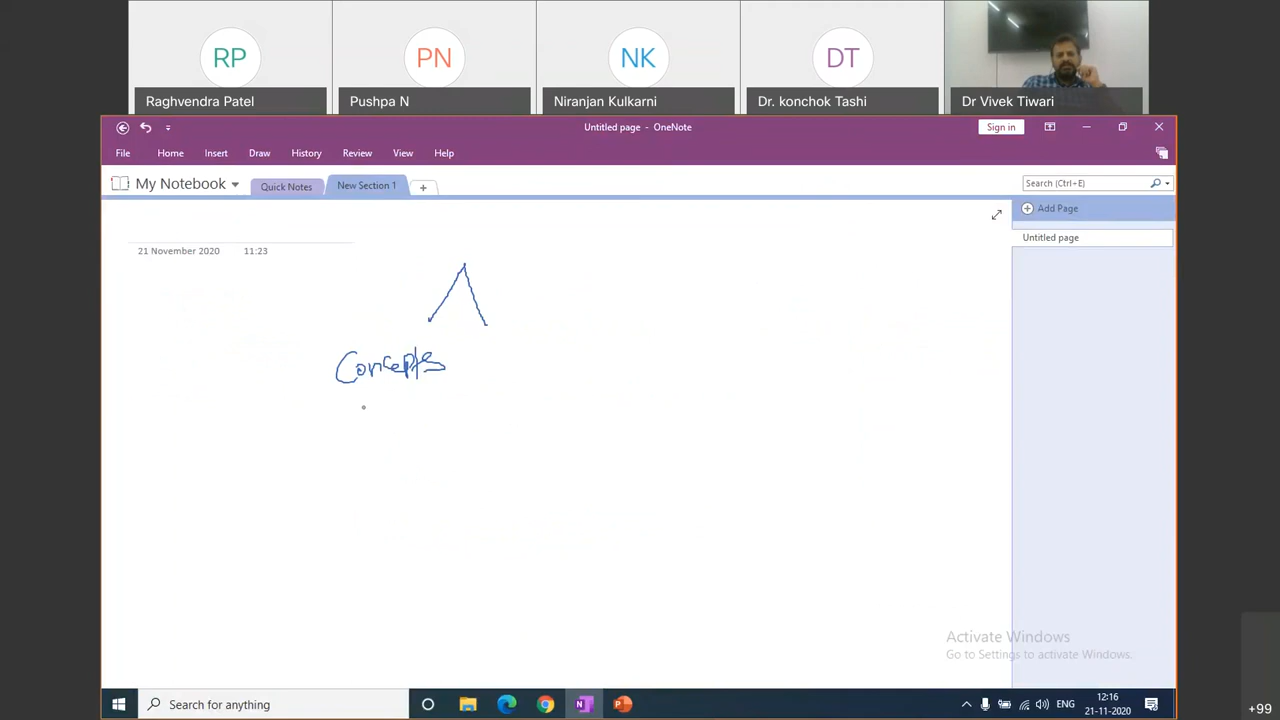 RP PN NK DT
Raghvendra Patel Pushpa N Niranjan Kulkarni Dr. konchok Tashi Dr Vivek Tiwari
Untitled page - OneNote Sign in
File Home Insert Draw History Review View Help
My Notebook Quick Notes New Section 1 + Search (Ctrl+E)
Add Page
Untitled page
21 November 2020 11:23
Concepts
Activate Windows
Go to Settings to activate Windows.
Search for anything ENG 12:16
21-11-2020
+99